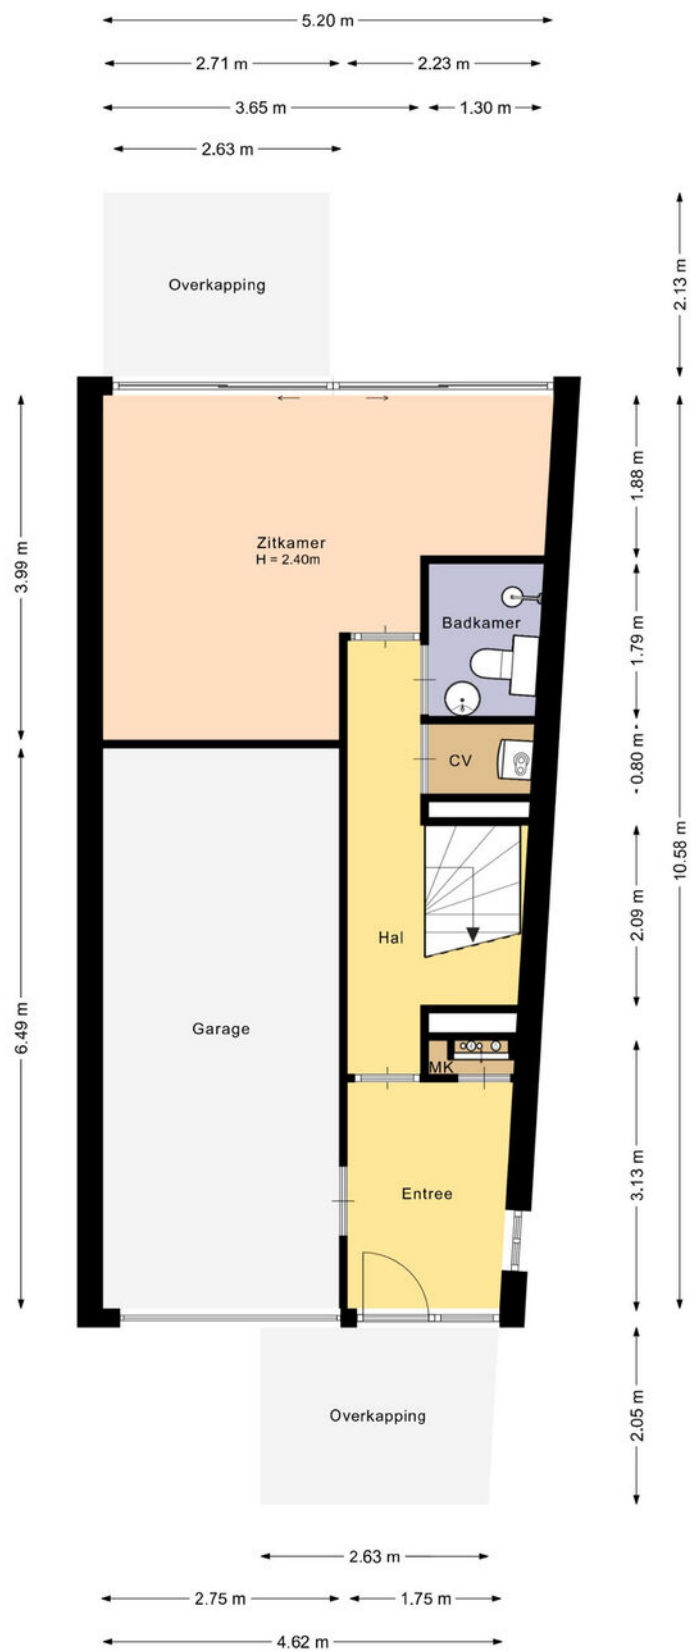 5.20 m
2.71 m
2.23 m
3.65 m
1.30 m
2.63 m
Overkapping
2.13 m
3.99 m
Zitkamer
H = 2.40m
1.88 m
Badkamer
1.79 m
CV
0.80 m
10.58 m
2.09 m
Hal
6.49 m
Garage
MK
3.13 m
Entree
Overkapping
2.05 m
2.63 m
2.75 m
1.75 m
4.62 m